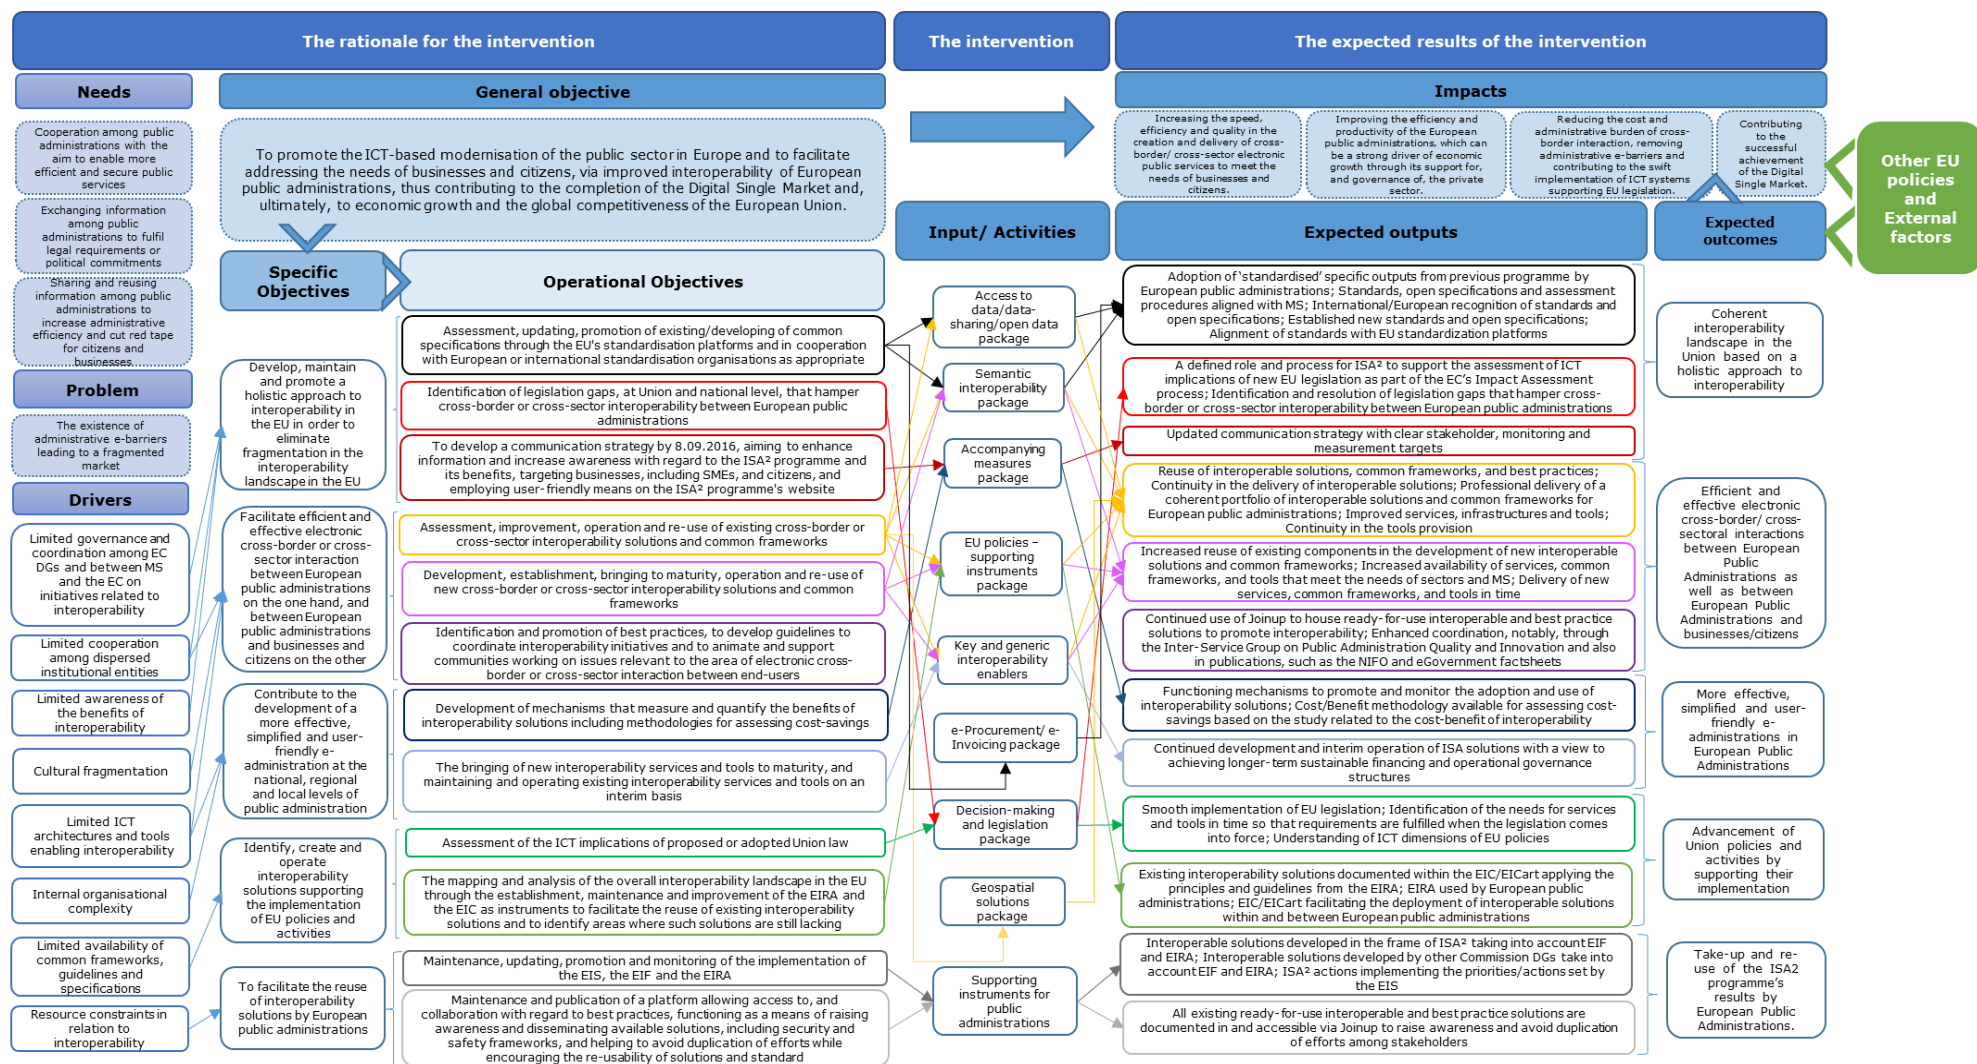 The rationale for the intervention
The intervention
The expected results of the intervention
Needs
Cooperation among public
administrations with the
aim to enable more
efficient and secure public
services
Exchanging information
among public
administrations to fulfil
legal requirements or
political commitments
Sharing and reusing
information among public
administrations to
increase administrative
efficiency and cut red tape
for citizens and
businesses
Problem
The existence of
administrative e-barriers
leading to a fragmented
market
Drivers
Limited governance and
coordination among EC
DGs and between MS
and the EC on
initiatives related to
interoperability
Limited cooperation
among dispersed
institutional entities
Limited awareness of
the benefits of
interoperability
Cultural fragmentation
Limited ICT
architectures and tools
enabling interoperability
Internal organisational
complexity
Limited availability of
common frameworks,
guidelines and
specifications
Resource constraints in
relation to
interoperability
General objective
To promote the ICT-based modernisation of the public sector in Europe and to facilitate
addressing the needs of businesses and citizens, via improved interoperability of European
public administrations, thus contributing to the completion of the Digital Single Market and,
ultimately, to economic growth and the global competitiveness of the European Union.
Specific
Objectives
Develop, maintain
and promote a
holistic approach to
interoperability in
the EU in order to
eliminate
fragmentation in the
interoperability
landscape in the EU
Facilitate efficient and
effective electronic
cross-border or cross-
sector interaction
between European
public administrations
on the one hand, and
between European
public administrations
and businesses and
citizens on the other
Contribute to the
development of a
more effective,
simplified and user-
friendly e-
administration at the
national, regional
and local levels of
public administration
Identify, create and
operate
interoperability
solutions supporting
the implementation
of EU policies and
activities
To facilitate the reuse
of interoperability
solutions by European
public administrations
Operational Objectives
Assessment, updating, promotion of existing/developing of common
specifications through the EU's standardisation platforms and in cooperation
with European or international standardisation organisations as appropriate
Identification of legislation gaps, at Union and national level, that hamper
cross-border or cross-sector interoperability between European public
administrations
To develop a communication strategy by 8.09.2016, aiming to enhance
information and increase awareness with regard to the ISA² programme and
its benefits, targeting businesses, including SMEs, and citizens, and
employing user-friendly means on the ISA² programme's website
Assessment, improvement, operation and re-use of existing cross-border or
cross-sector interoperability solutions and common frameworks
Development, establishment, bringing to maturity, operation and re-use of
new cross-border or cross-sector interoperability solutions and common
frameworks
Identification and promotion of best practices, to develop guidelines to
coordinate interoperability initiatives and to animate and support
communities working on issues relevant to the area of electronic cross-
border or cross-sector interaction between end-users
Development of mechanisms that measure and quantify the benefits of
interoperability solutions including methodologies for assessing cost-savings
The bringing of new interoperability services and tools to maturity, and
maintaining and operating existing interoperability services and tools on an
interim basis
Assessment of the ICT implications of proposed or adopted Union law
The mapping and analysis of the overall interoperability landscape in the EU
through the establishment, maintenance and improvement of the EIRA and
the EIC as instruments to facilitate the reuse of existing interoperability
solutions and to identify areas where such solutions are still lacking
Maintenance, updating, promotion and monitoring of the implementation of
the EIS, the EIF and the EIRA
Maintenance and publication of a platform allowing access to, and
collaboration with regard to best practices, functioning as a means of raising
awareness and disseminating available solutions, including security and
safety frameworks, and helping to avoid duplication of efforts while
encouraging the re-usability of solutions and standard
Input/ Activities
Access to
data/data-
sharing/open data
package
Semantic
interoperability
package
Accompanying
measures package
EU policies –
supporting
instruments
package
Key and generic
interoperability
enablers
e-Procurement/ e-
Invoicing package
Decision-making
and legislation
package
Geospatial
solutions
package
Supporting
instruments for
public
administrations
Impacts
Increasing the speed,
efficiency and quality in the
creation and delivery of cross-
border/ cross-sector electronic
public services to meet the
needs of businesses and
citizens.
Improving the efficiency and
productivity of the European
public administrations, which can
be a strong driver of economic
growth through its support for,
and governance of, the private
sector.
Reducing the cost and
administrative burden of cross-
border interaction, removing
administrative e-barriers and
contributing to the swift
implementation of ICT systems
supporting EU legislation.
Contributing
to the
successful
achievement
of the Digital
Single Market.
Other EU
policies
and
External
factors
Expected outputs
Adoption of ‘standardised’ specific outputs from previous programme by
European public administrations; Standards, open specifications and assessment
procedures aligned with MS; International/European recognition of standards and
open specifications; Established new standards and open specifications;
Alignment of standards with EU standardization platforms
A defined role and process for ISA² to support the assessment of ICT
implications of new EU legislation as part of the EC’s Impact Assessment
process; Identification and resolution of legislation gaps that hamper cross-
border or cross-sector interoperability between European public administrations
Updated communication strategy with clear stakeholder, monitoring and
measurement targets
Reuse of interoperable solutions, common frameworks, and best practices;
Continuity in the delivery of interoperable solutions; Professional delivery of a
coherent portfolio of interoperable solutions and common frameworks for
European public administrations; Improved services, infrastructures and tools;
Continuity in the tools provision
Increased reuse of existing components in the development of new interoperable
solutions and common frameworks; Increased availability of services, common
frameworks, and tools that meet the needs of sectors and MS; Delivery of new
services, common frameworks, and tools in time
Continued use of Joinup to house ready-for-use interoperable and best practice
solutions to promote interoperability; Enhanced coordination, notably, through
the Inter-Service Group on Public Administration Quality and Innovation and also
in publications, such as the NIFO and eGovernment factsheets
Functioning mechanisms to promote and monitor the adoption and use of
interoperability solutions; Cost/Benefit methodology available for assessing cost-
savings based on the study related to the cost-benefit of interoperability
Continued development and interim operation of ISA solutions with a view to
achieving longer-term sustainable financing and operational governance
structures
Smooth implementation of EU legislation; Identification of the needs for services
and tools in time so that requirements are fulfilled when the legislation comes
into force; Understanding of ICT dimensions of EU policies
Existing interoperability solutions documented within the EIC/EICart applying the
principles and guidelines from the EIRA; EIRA used by European public
administrations; EIC/EICart facilitating the deployment of interoperable solutions
within and between European public administrations
Interoperable solutions developed in the frame of ISA² taking into account EIF
and EIRA; Interoperable solutions developed by other Commission DGs take into
account EIF and EIRA; ISA² actions implementing the priorities/actions set by
the EIS
All existing ready-for-use interoperable and best practice solutions are
documented in and accessible via Joinup to raise awareness and avoid duplication
of efforts among stakeholders
Expected
outcomes
Coherent
interoperability
landscape in the
Union based on a
holistic approach to
interoperability
Efficient and
effective electronic
cross-border/ cross-
sectoral interactions
between European
Public
Administrations as
well as between
European Public
Administrations and
businesses/citizens
More effective,
simplified and user-
friendly e-
administrations in
European Public
Administrations
Advancement of
Union policies and
activities by
supporting their
implementation
Take-up and re-
use of the ISA2
programme’s
results by
European Public
Administrations.